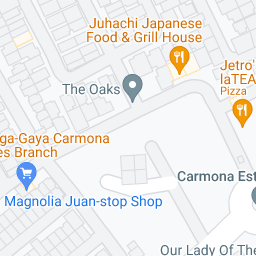 Juhachi Japanese
Food & Grill House
Jetro'
laTEA
Pizza
The Oaks
ga-Gaya Carmona
es Branch
Magnolia Juan-stop Shop
Carmona Est
Our Lady Of The